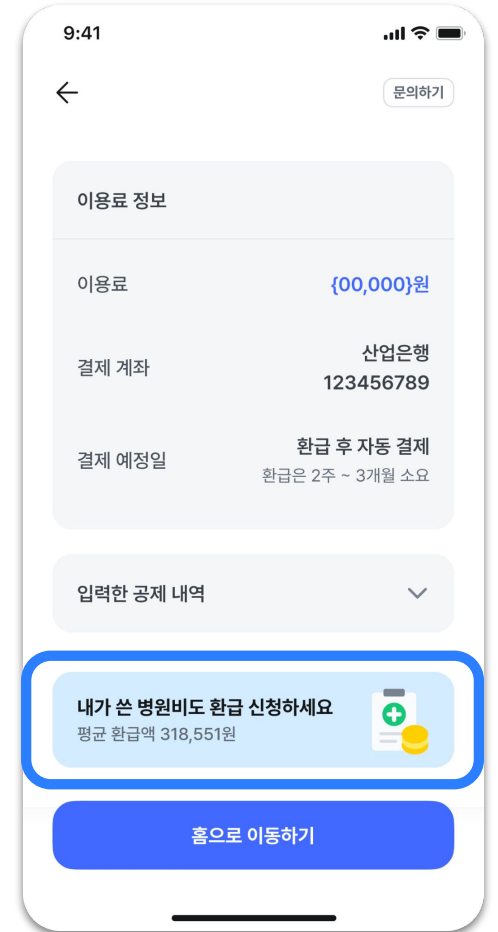 9:41
문의하기
이용료 정보
이용료
{00,000}원
결제 계좌
산업은행
123456789
결제 예정일
환급 후 자동 결제
환급은 2주 ~ 3개월 소요
입력한 공제 내역
내가 쓴 병원비도 환급 신청하세요
평균 환급액 318,551원
홈으로 이동하기